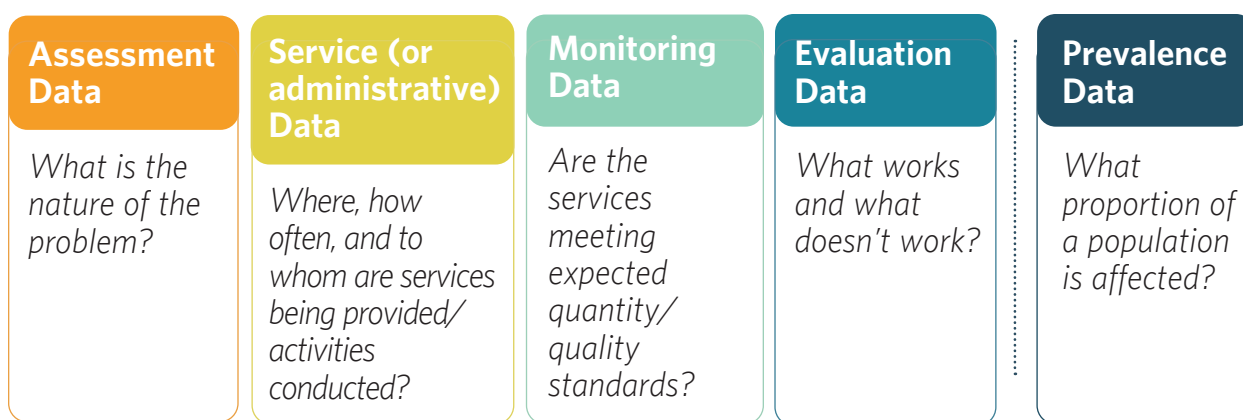 Assessment
Data
What is the
nature of the
problem?
Service (or
administrative)
Data
Where, how
often, and to
whom are services
being provided/
activities
conducted?
Monitoring
Data
Are the
services
meeting
expected
quantity/
quality
standards?
Evaluation
Data
What works
and what
doesn't work?
Prevalence
Data
What
proportion of
a population
is affected?